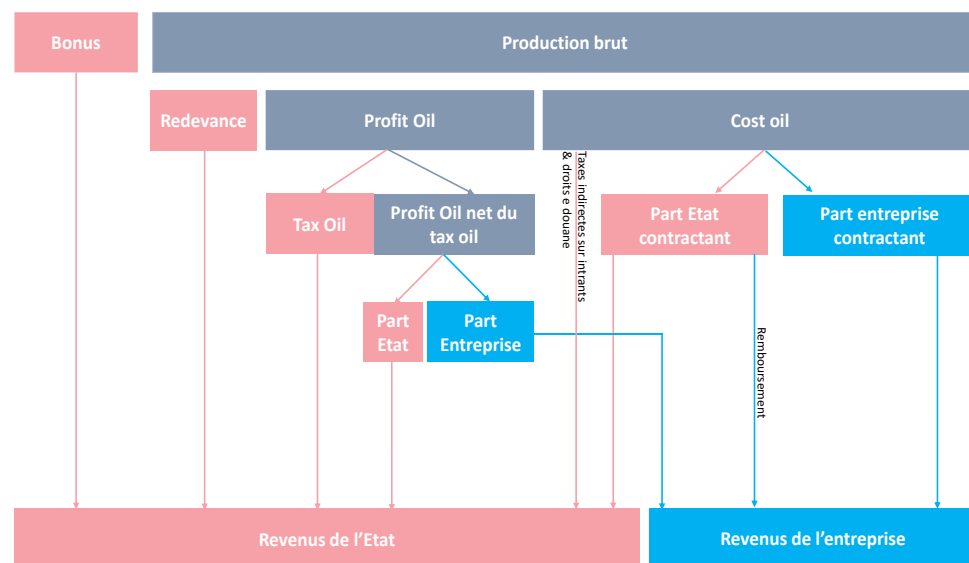 Bonus
Production brut
Redevance
Profit Oil
Cost oil
Taxes indirectes sur intrants
& droits e douane
Tax Oil
Profit Oil net du
tax oil
Part Etat
contractant
Part entreprise
contractant
Part
Etat
Part
Entreprise
Remboursement
Revenus de l’Etat
Revenus de l’entreprise